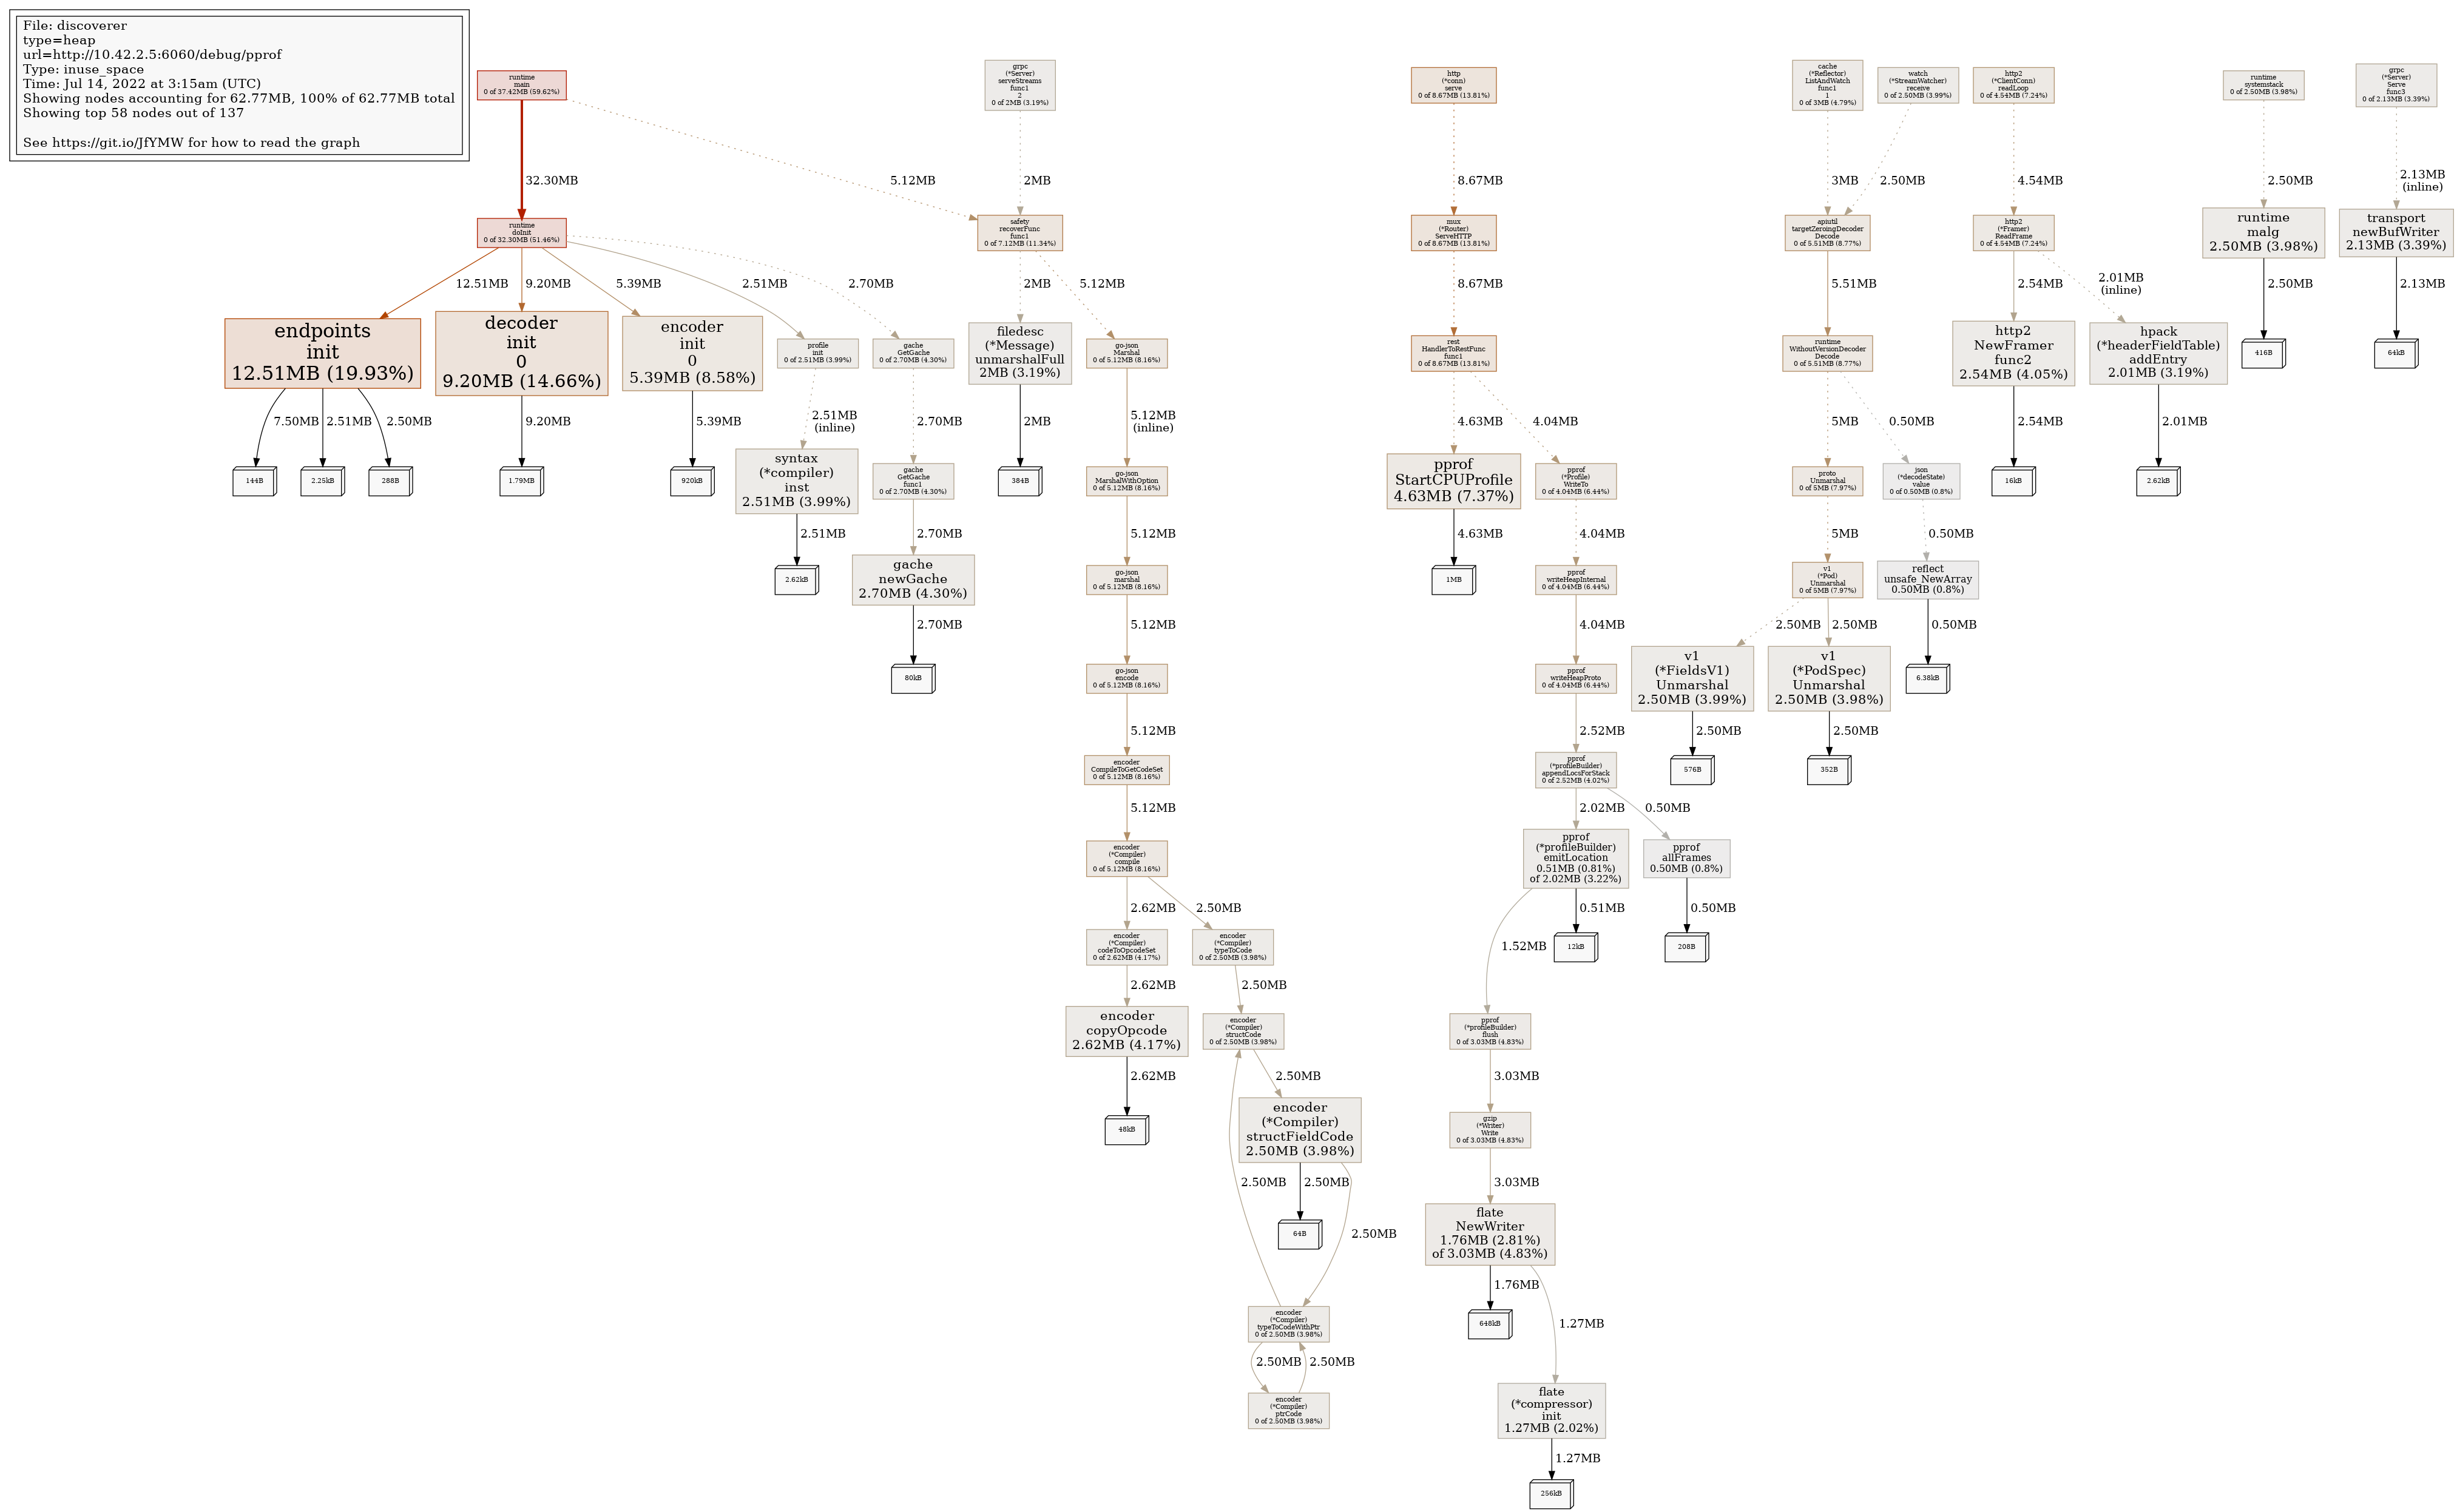 File: discoverer
type=heap
url=http://10.42.2.5:6060/debug/pprof
Type: inuse_space
Time: Jul 14, 2022 at 3:15am (UTC)
Showing nodes accounting for 62.77MB, 100% of 62.77MB total
Showing top 58 nodes out of 137
See https://git.io/JfYMW for how to read the graph
runtime
main
0 of 37.42MB (59.62%)
32.30MB
5.12MB
runtime
doInit
0 of 32.30MB (51.46%)
12.51MB
9.20MB
5.39MB
2.51MB
2.70MB
endpoints
init
12.51MB (19.93%)
7.50MB
2.51MB
2.50MB
144B
2.25kB
288B
decoder
init
0
9.20MB (14.66%)
9.20MB
1.79MB
encoder
init
0
5.39MB (8.58%)
5.39MB
920kB
profile
init
0 of 2.51MB (3.99%)
2.51MB
(inline)
syntax
(*compiler)
inst
2.51MB (3.99%)
2.51MB
2.62kB
gache
GetGache
0 of 2.70MB (4.30%)
2.70MB
gache
GetGache
func1
0 of 2.70MB (4.30%)
2.70MB
gache
newGache
2.70MB (4.30%)
2.70MB
80kB
grpc
(*Server)
serveStreams
func1
2
0 of 2MB (3.19%)
2MB
safety
recoverFunc
func1
0 of 7.12MB (11.34%)
2MB
5.12MB
filedesc
(*Message)
unmarshalFull
2MB (3.19%)
2MB
384B
go-json
Marshal
0 of 5.12MB (8.16%)
5.12MB
(inline)
go-json
MarshalWithOption
0 of 5.12MB (8.16%)
5.12MB
go-json
marshal
0 of 5.12MB (8.16%)
5.12MB
go-json
encode
0 of 5.12MB (8.16%)
5.12MB
encoder
CompileToGetCodeSet
0 of 5.12MB (8.16%)
5.12MB
encoder
(*Compiler)
compile
0 of 5.12MB (8.16%)
2.62MB
2.50MB
encoder
(*Compiler)
codeToOpcodeSet
0 of 2.62MB (4.17%)
2.62MB
encoder
copyOpcode
2.62MB (4.17%)
2.62MB
48kB
encoder
(*Compiler)
typeToCode
0 of 2.50MB (3.98%)
2.50MB
encoder
(*Compiler)
structCode
0 of 2.50MB (3.98%)
2.50MB
encoder
(*Compiler)
structFieldCode
2.50MB (3.98%)
2.50MB
2.50MB
64B
2.50MB
encoder
(*Compiler)
typeToCodeWithPtr
0 of 2.50MB (3.98%)
2.50MB
2.50MB
encoder
(*Compiler)
ptrCode
0 of 2.50MB (3.98%)
http
(*conn)
serve
0 of 8.67MB (13.81%)
8.67MB
mux
(*Router)
ServeHTTP
0 of 8.67MB (13.81%)
8.67MB
rest
HandlerToRestFunc
func1
0 of 8.67MB (13.81%)
4.63MB
4.04MB
pprof
StartCPUProfile
4.63MB (7.37%)
4.63MB
1MB
pprof
(*Profile)
WriteTo
0 of 4.04MB (6.44%)
4.04MB
pprof
writeHeapInternal
0 of 4.04MB (6.44%)
4.04MB
pprof
writeHeapProto
0 of 4.04MB (6.44%)
2.52MB
pprof
(*profileBuilder)
appendLocsForStack
0 of 2.52MB (4.02%)
2.02MB
0.50MB
pprof
(*profileBuilder)
emitLocation
0.51MB (0.81%)
of 2.02MB (3.22%)
1.52MB
0.51MB
12kB
pprof
allFrames
0.50MB (0.8%)
0.50MB
208B
pprof
(*profileBuilder)
flush
0 of 3.03MB (4.83%)
3.03MB
gzip
(*Writer)
Write
0 of 3.03MB (4.83%)
3.03MB
flate
NewWriter
1.76MB (2.81%)
of 3.03MB (4.83%)
1.76MB
648kB
1.27MB
flate
(*compressor)
init
1.27MB (2.02%)
1.27MB
256kB
cache
(*Reflector)
ListAndWatch
func1
1
0 of 3MB (4.79%)
3MB
watch
(*StreamWatcher)
receive
0 of 2.50MB (3.99%)
2.50MB
apiutil
targetZeroingDecoder
Decode
0 of 5.51MB (8.77%)
5.51MB
runtime
WithoutVersionDecoder
Decode
0 of 5.51MB (8.77%)
5MB
0.50MB
proto
Unmarshal
0 of 5MB (7.97%)
5MB
json
(*decodeState)
value
0 of 0.50MB (0.8%)
0.50MB
v1
(*Pod)
Unmarshal
0 of 5MB (7.97%)
2.50MB
2.50MB
reflect
unsafe_NewArray
0.50MB (0.8%)
0.50MB
6.38kB
v1
(*FieldsV1)
Unmarshal
2.50MB (3.99%)
2.50MB
576B
v1
(*PodSpec)
Unmarshal
2.50MB (3.98%)
2.50MB
352B
http2
(*ClientConn)
readLoop
0 of 4.54MB (7.24%)
4.54MB
http2
(*Framer)
ReadFrame
0 of 4.54MB (7.24%)
2.54MB
2.01MB
(inline)
http2
NewFramer
func2
2.54MB (4.05%)
2.54MB
16kB
hpack
(*headerFieldTable)
addEntry
2.01MB (3.19%)
2.01MB
2.62kB
runtime
systemstack
0 of 2.50MB (3.98%)
2.50MB
runtime
malg
2.50MB (3.98%)
2.50MB
416B
grpc
(*Server)
Serve
func3
0 of 2.13MB (3.39%)
2.13MB
(inline)
transport
newBufWriter
2.13MB (3.39%)
2.13MB
64kB